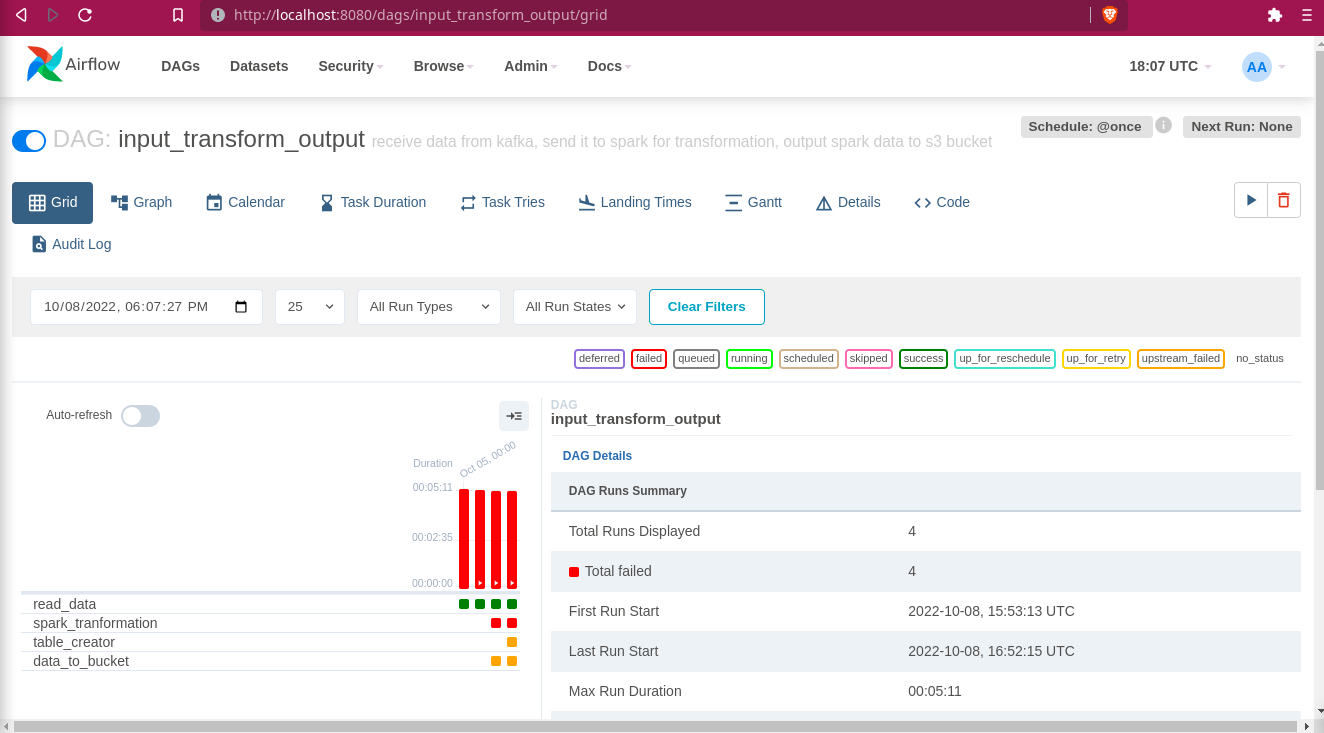 http://localhost:8080/dags/input_transform_output/grid
Airflow DAGs Datasets Security Browse Admin Docs 18:07 UTC AA
DAG: input_transform_output receive data from kafka, send it to spark for transformation, output spark data to s3 bucket Schedule: @once i Next Run: None
Grid Graph Calendar Task Duration Task Tries Landing Times Gantt Details Code
Audit Log
10/08/2022, 06:07:27 PM 25 All Run Types All Run States Clear Filters
deferred failed queued running scheduled skipped success up_for_reschedule up_for_retry upstream_failed no_status
Auto-refresh
DAG
input_transform_output
DAG Details
Duration Oct 05, 00:00
00:05:11
00:02:35
00:00:00
read_data
spark_tranformation
table_creator
data_to_bucket
DAG Runs Summary
Total Runs Displayed 4
Total failed 4
First Run Start 2022-10-08, 15:53:13 UTC
Last Run Start 2022-10-08, 16:52:15 UTC
Max Run Duration 00:05:11